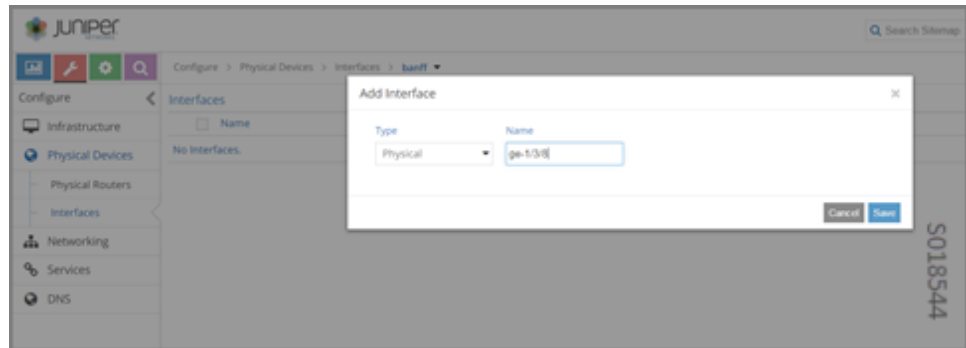 JUNIPER
NETWORKS
Search Sitemap
Configure > Physical Devices > Interfaces > banff
Configure
Interfaces
Add Interface
Name
Type
Name
Infrastructure
Physical Devices
No Interfaces.
Physical
ge-1/3/8
Physical Routers
Interfaces
Cancel
Save
Networking
Services
DNS
S018544